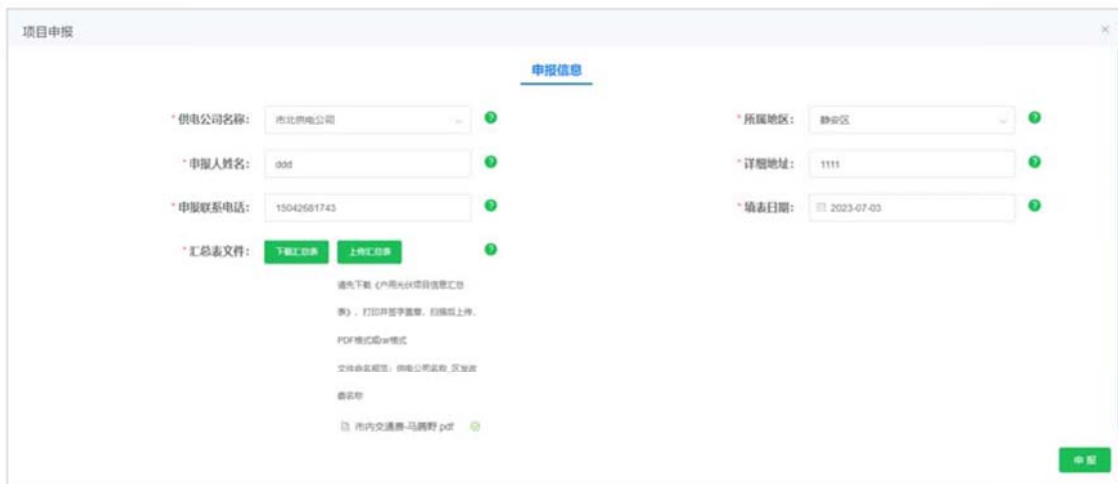 项目申报
申报信息
*供电公司名称： 市北供电公司
*所属地区： 静安区
*申报人姓名： ddd
*详细地址： 1111
*申报联系电话： 15042681743
*填表日期： 2023-07-03
*汇总表文件： 下载汇总表 上传汇总表
请先下载《户用光伏项目信息汇总
表》，打印并签字盖章，扫描后上传，
PDF格式或rar格式
文件命名规范：供电公司名称_区发改
委名称
市内交通费-马腾野.pdf
申报